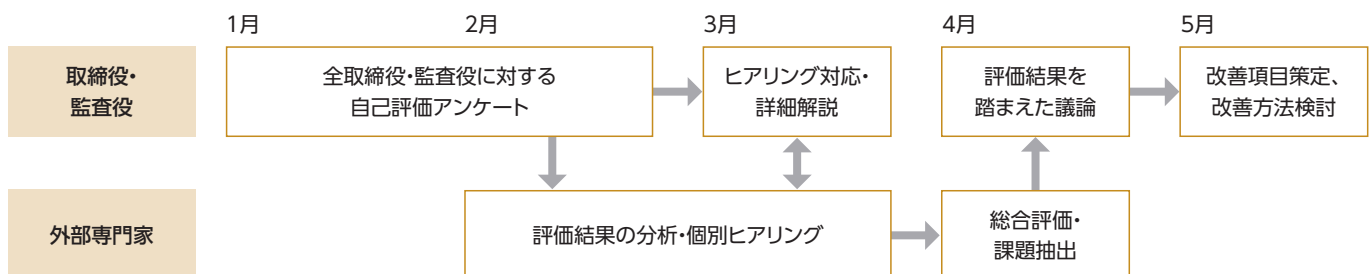 1月
2月
3月
4月
5月
取締役・
監査役
全取締役・監査役に対する
自己評価アンケート
ヒアリング対応・
詳細解説
評価結果を
踏まえた議論
改善項目策定、
改善方法検討
外部専門家
評価結果の分析・個別ヒアリング
総合評価・
課題抽出